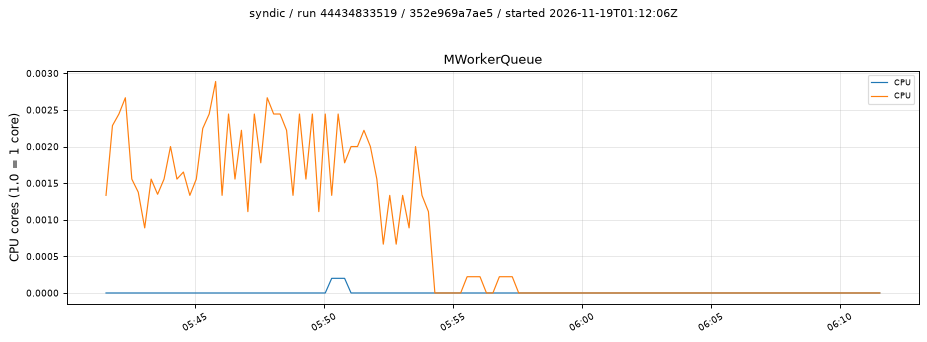 syndic / run 44434833519 / 352e969a7ae5 / started 2026-11-19T01:12:06Z
MWorkerQueue
CPU cores (1.0 = 1 core)
0.0030
0.0025
0.0020
0.0015
0.0010
0.0005
0.0000
CPU
CPU
05:45
05:50
05:55
06:00
06:05
06:10